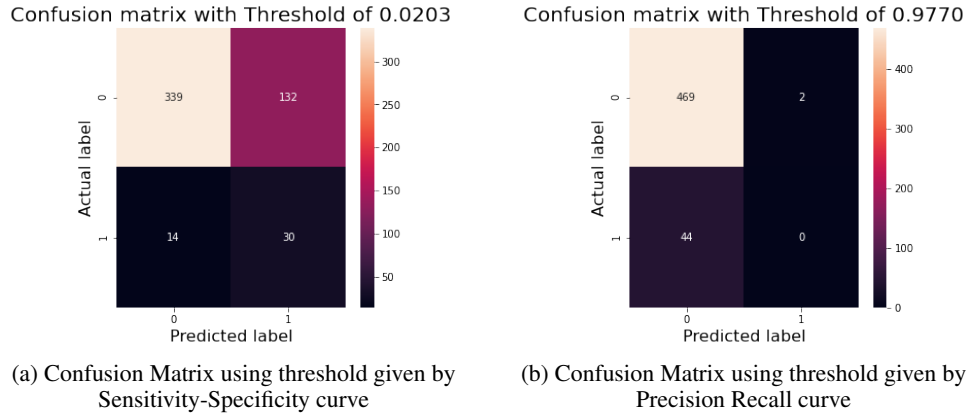 Confusion matrix with Threshold of 0.0203
0
339
132
1
14
30
0
1
Predicted label
Actual label
300
250
200
150
100
50
(a) Confusion Matrix using threshold given by
Sensitivity-Specificity curve
Confusion matrix with Threshold of 0.9770
0
469
2
1
44
0
0
1
Predicted label
Actual label
400
300
200
100
0
(b) Confusion Matrix using threshold given by
Precision Recall curve